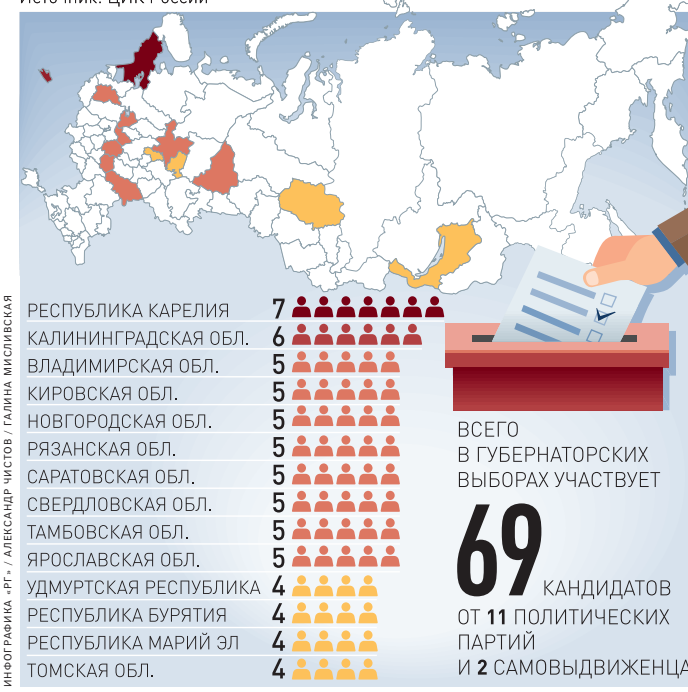 Источник: ЦИК России
РЕСПУБЛИКА КАРЕЛИЯ 7
КАЛИНИНГРАДСКАЯ ОБЛ. 6
ВЛАДИМИРСКАЯ ОБЛ. 5
КИРОВСКАЯ ОБЛ. 5
НОВГОРОДСКАЯ ОБЛ. 5
РЯЗАНСКАЯ ОБЛ. 5
САРАТОВСКАЯ ОБЛ. 5
СВЕРДЛОВСКАЯ ОБЛ. 5
ТАМБОВСКАЯ ОБЛ. 5
ЯРОСЛАВСКАЯ ОБЛ. 5
УДМУРТСКАЯ РЕСПУБЛИКА 4
РЕСПУБЛИКА БУРЯТИЯ 4
РЕСПУБЛИКА МАРИЙ ЭЛ 4
ТОМСКАЯ ОБЛ. 4
ВСЕГО
В ГУБЕРНАТОРСКИХ
ВЫБОРАХ УЧАСТВУЕТ
69 КАНДИДАТОВ
ОТ 11 ПОЛИТИЧЕСКИХ
ПАРТИЙ
И 2 САМОВЫДВИЖЕНЦА
ИНФОГРАФИКА «РГ» / АЛЕКСАНДР ЧИСТОВ / ГАЛИНА МИСЛИВСКАЯ